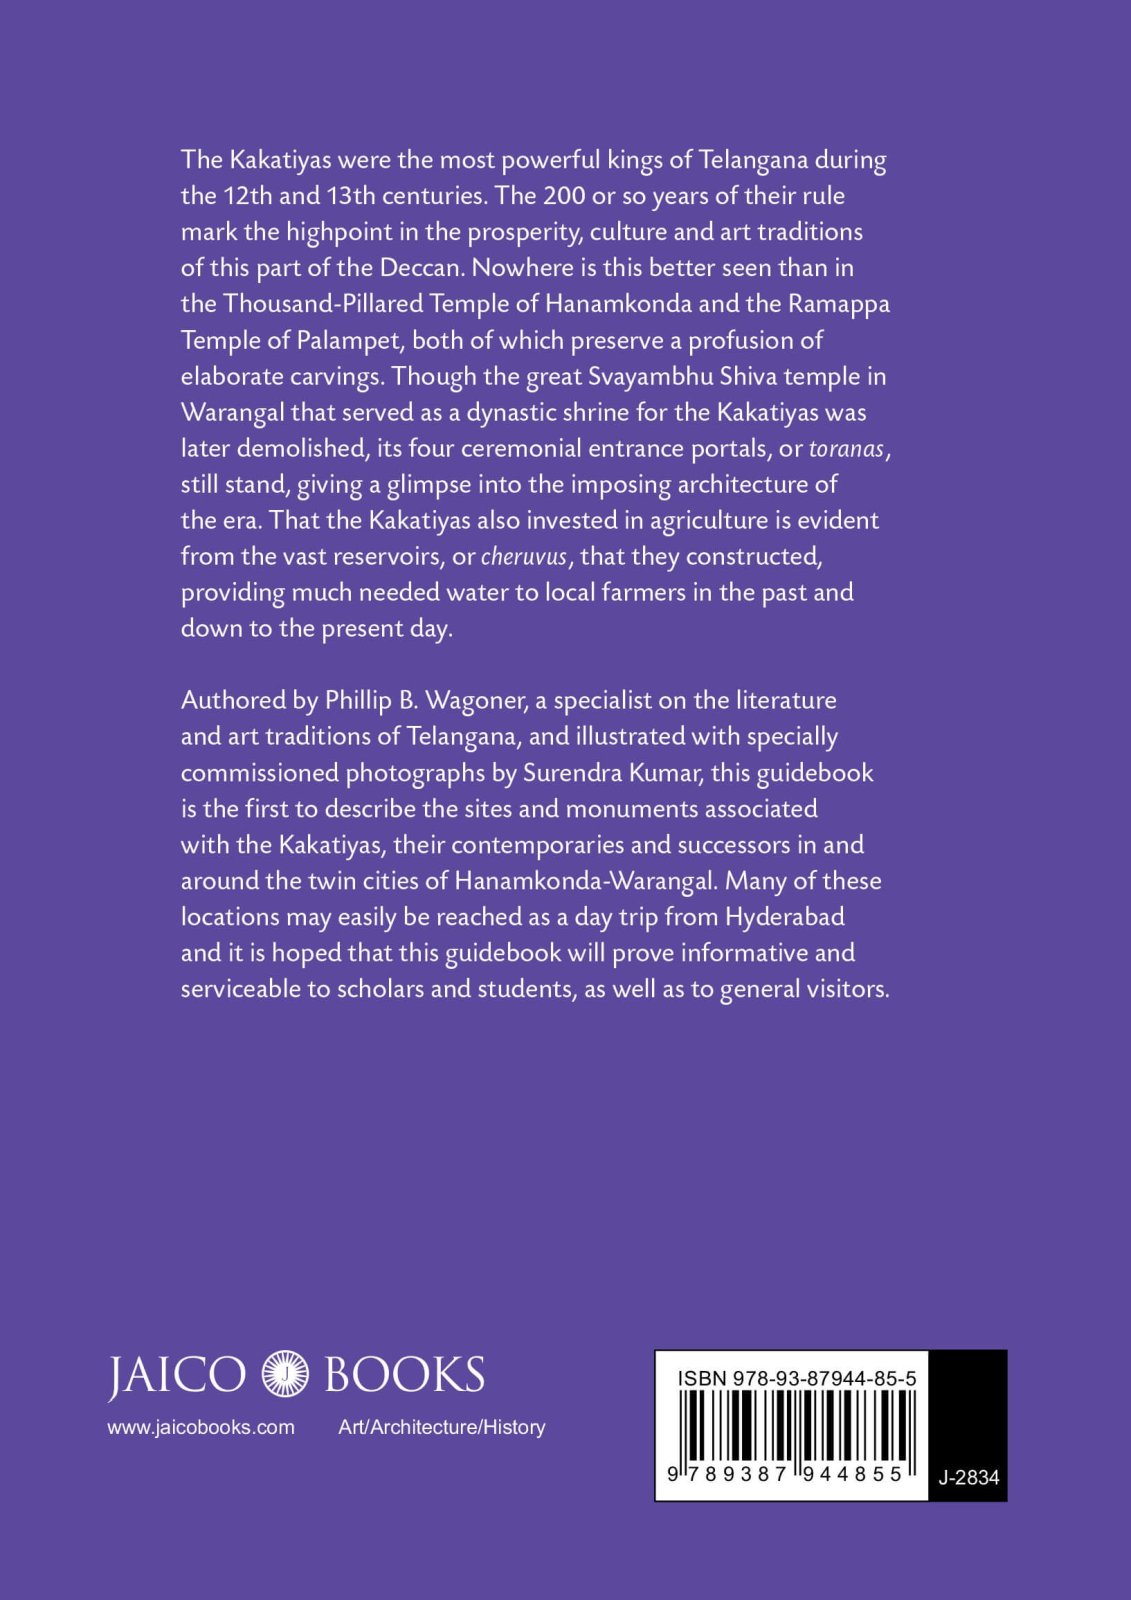 The Kakatiyas were the most powerful kings of Telangana during
the 12th and 13th centuries. The 200 or so years of their rule
mark the highpoint in the prosperity, culture and art traditions
of this part of the Deccan. Nowhere is this better seen than in
the Thousand-Pillared Temple of Hanamkonda and the Ramappa
Temple of Palampet, both of which preserve a profusion of
elaborate carvings. Though the great Svayambhu Shiva temple in
Warangal that served as a dynastic shrine for the Kakatiyas was
later demolished, its four ceremonial entrance portals, or toranas,
still stand, giving a glimpse into the imposing architecture of
the era. That the Kakatiyas also invested in agriculture is evident
from the vast reservoirs, or cheruvus, that they constructed,
providing much needed water to local farmers in the past and
down to the present day.
Authored by Phillip B. Wagoner, a specialist on the literature
and art traditions of Telangana, and illustrated with specially
commissioned photographs by Surendra Kumar, this guidebook
is the first to describe the sites and monuments associated
with the Kakatiyas, their contemporaries and successors in and
around the twin cities of Hanamkonda-Warangal. Many of these
locations may easily be reached as a day trip from Hyderabad
and it is hoped that this guidebook will prove informative and
serviceable to scholars and students, as well as to general visitors.
JAICO J BOOKS
www.jaicobooks.com Art/Architecture/History
ISBN 978-93-87944-85-5
9 789387 944855
J-2834